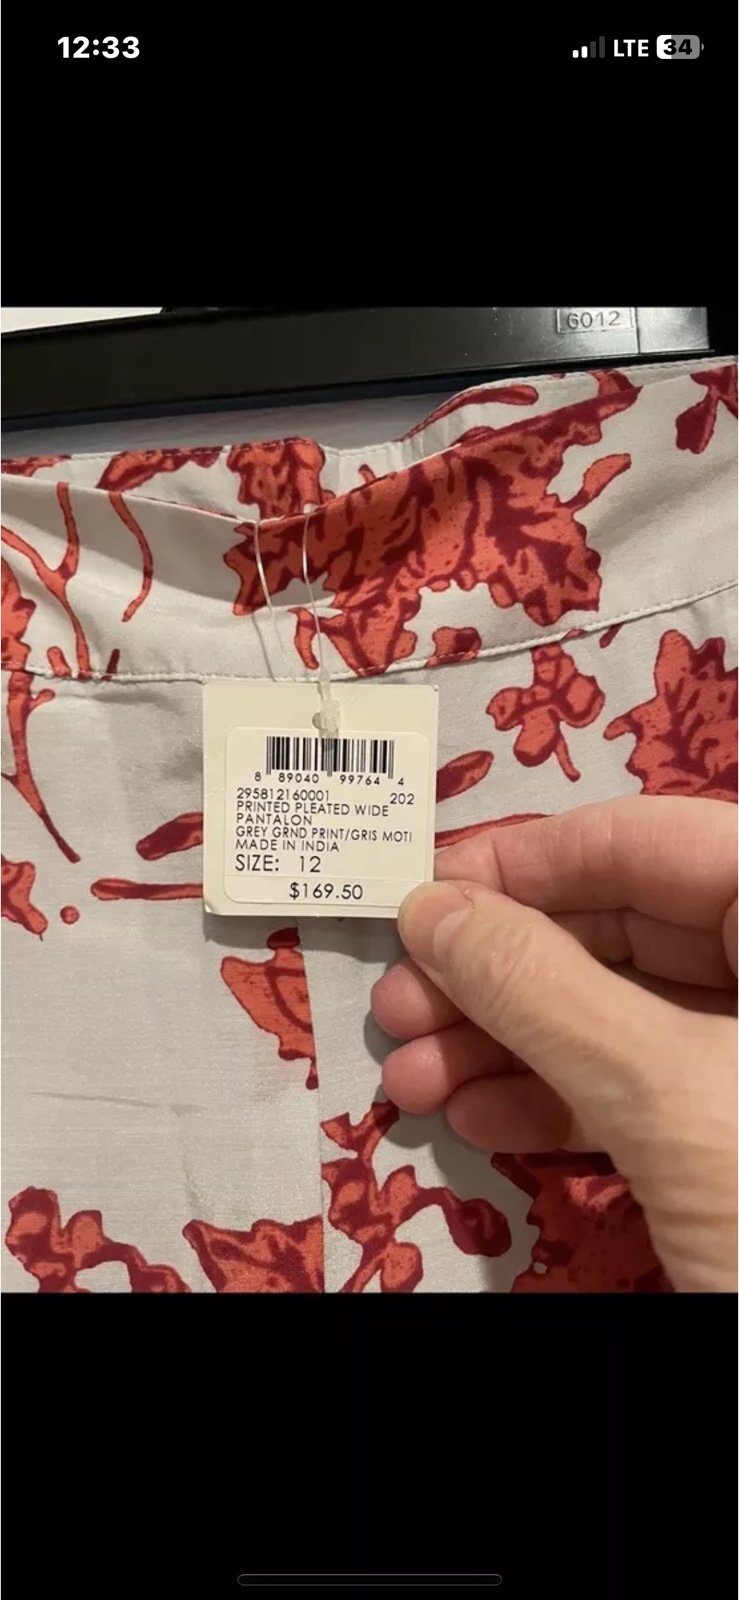 12:33 LTE 34
6012
8 89040 99764 4
295812160001 202
PRINTED PLEATED WIDE
PANTALON
GREY GRND PRINT/GRIS MOTI
MADE IN INDIA
SIZE: 12
$169.50